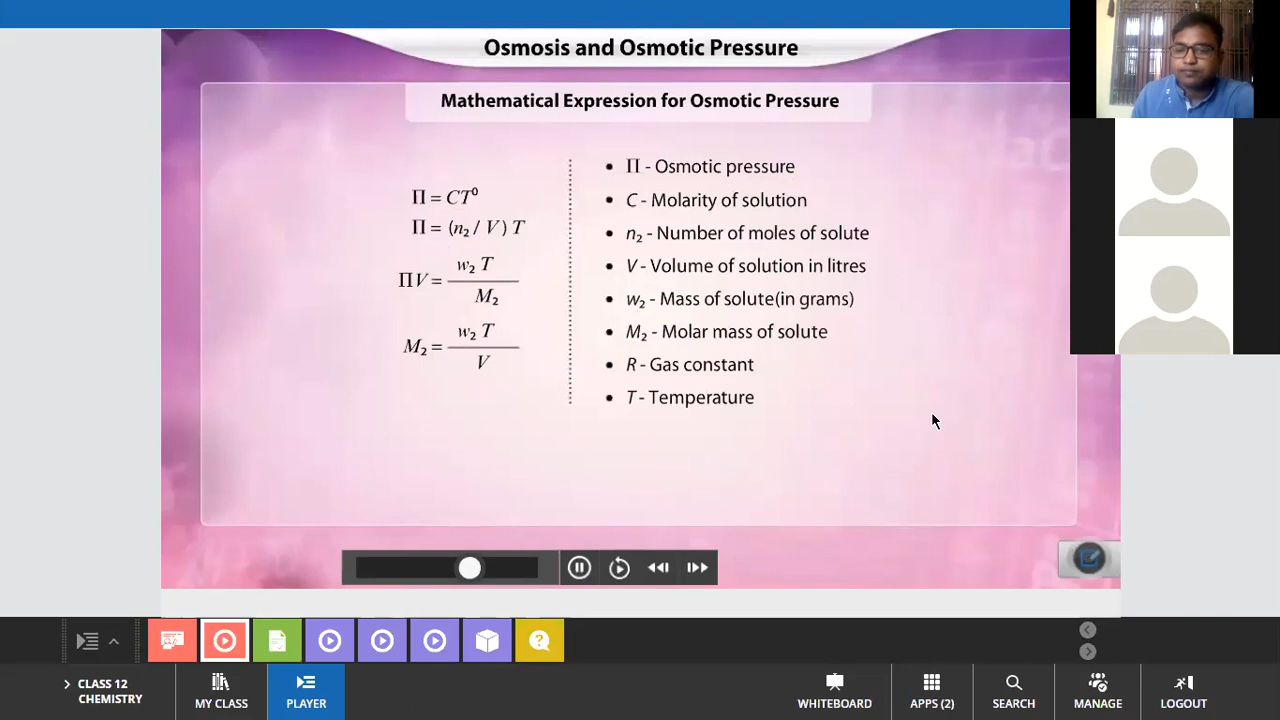 Osmosis and Osmotic Pressure
Mathematical Expression for Osmotic Pressure
Π = CT⁰
Π = (n₂ / V) T
ΠV = w₂ T / M₂
M₂ = w₂ T / V
• Π - Osmotic pressure
• C - Molarity of solution
• n₂ - Number of moles of solute
• V - Volume of solution in litres
• w₂ - Mass of solute(in grams)
• M₂ - Molar mass of solute
• R - Gas constant
• T - Temperature
CLASS 12
CHEMISTRY
MY CLASS
PLAYER
WHITEBOARD
APPS (2)
SEARCH
MANAGE
LOGOUT